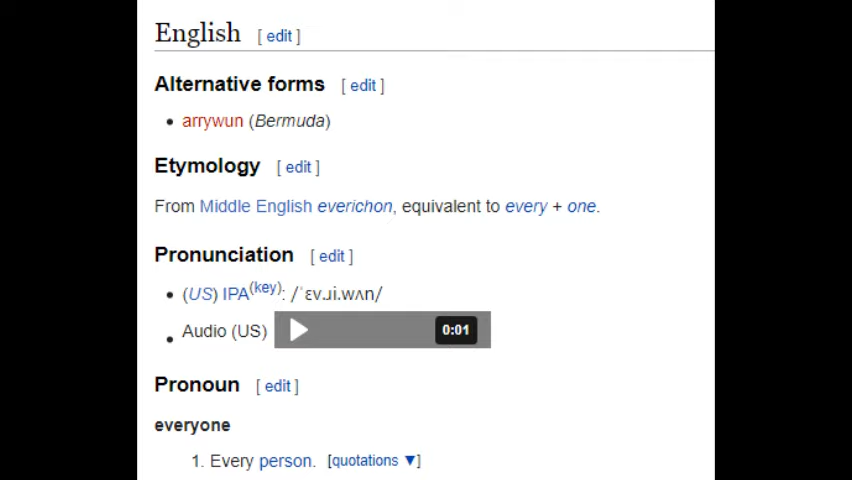 English [ edit ]
Alternative forms [ edit ]
• arrywun (Bermuda)
Etymology [ edit ]
From Middle English everichon, equivalent to every + one.
Pronunciation [ edit ]
• (US) IPA(key): /ˈɛv.ɹi.wʌn/
• Audio (US) 0:01
Pronoun [ edit ]
everyone
1. Every person. [quotations ▼]